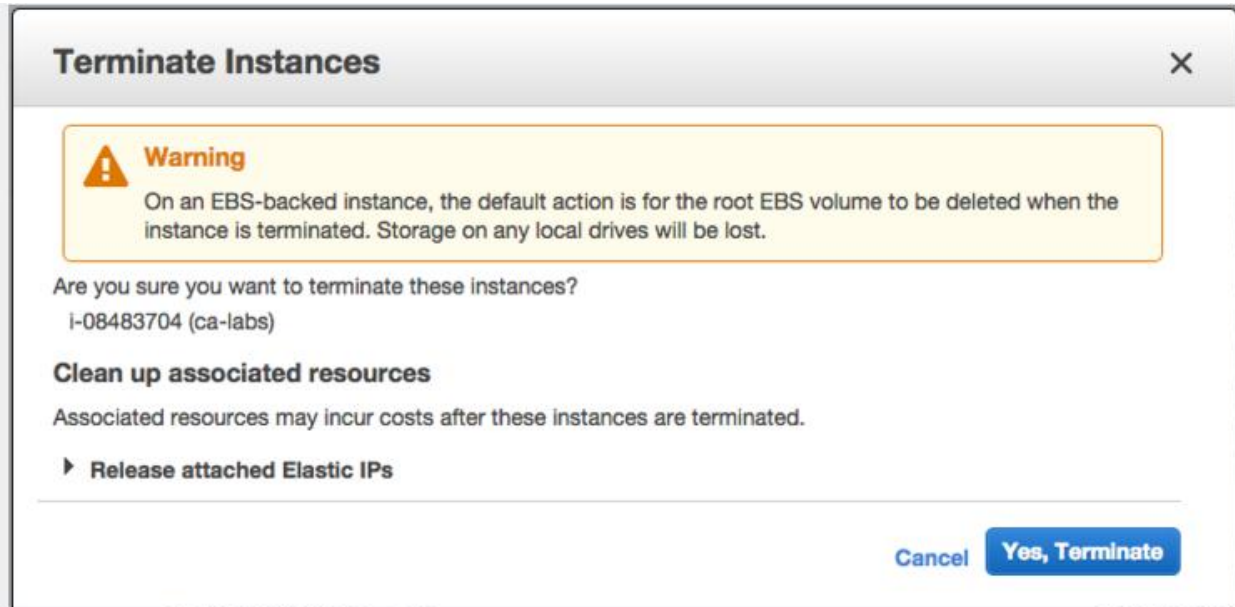 Terminate Instances
Warning
On an EBS-backed instance, the default action is for the root EBS volume to be deleted when the
instance is terminated. Storage on any local drives will be lost.
Are you sure you want to terminate these instances?
i-08483704 (ca-labs)
Clean up associated resources
Associated resources may incur costs after these instances are terminated.
Release attached Elastic IPs
Cancel Yes, Terminate